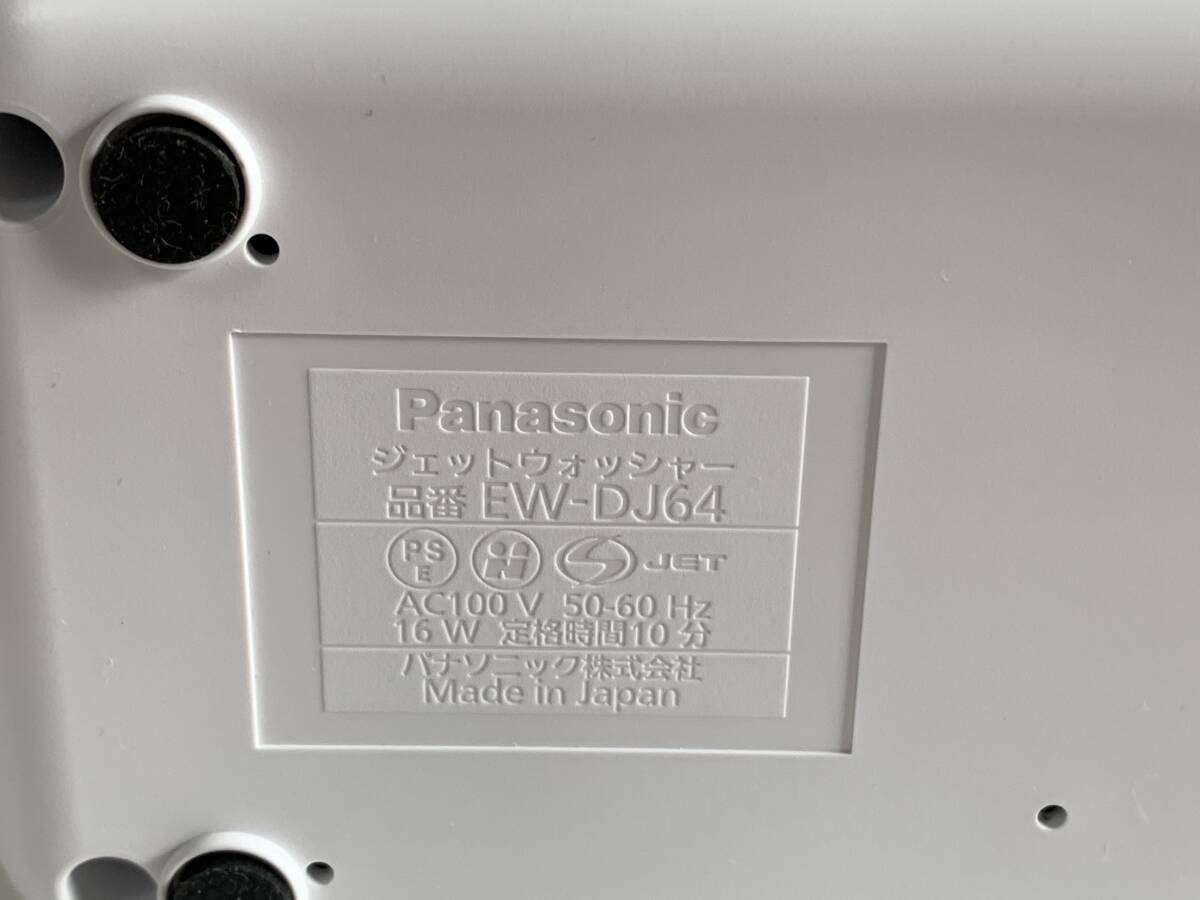 Panasonic
ジェットウォッシャー
品番 EW-DJ64
PS E JET
AC100 V 50-60 Hz
16 W 定格時間10 分
パナソニック株式会社
Made in Japan